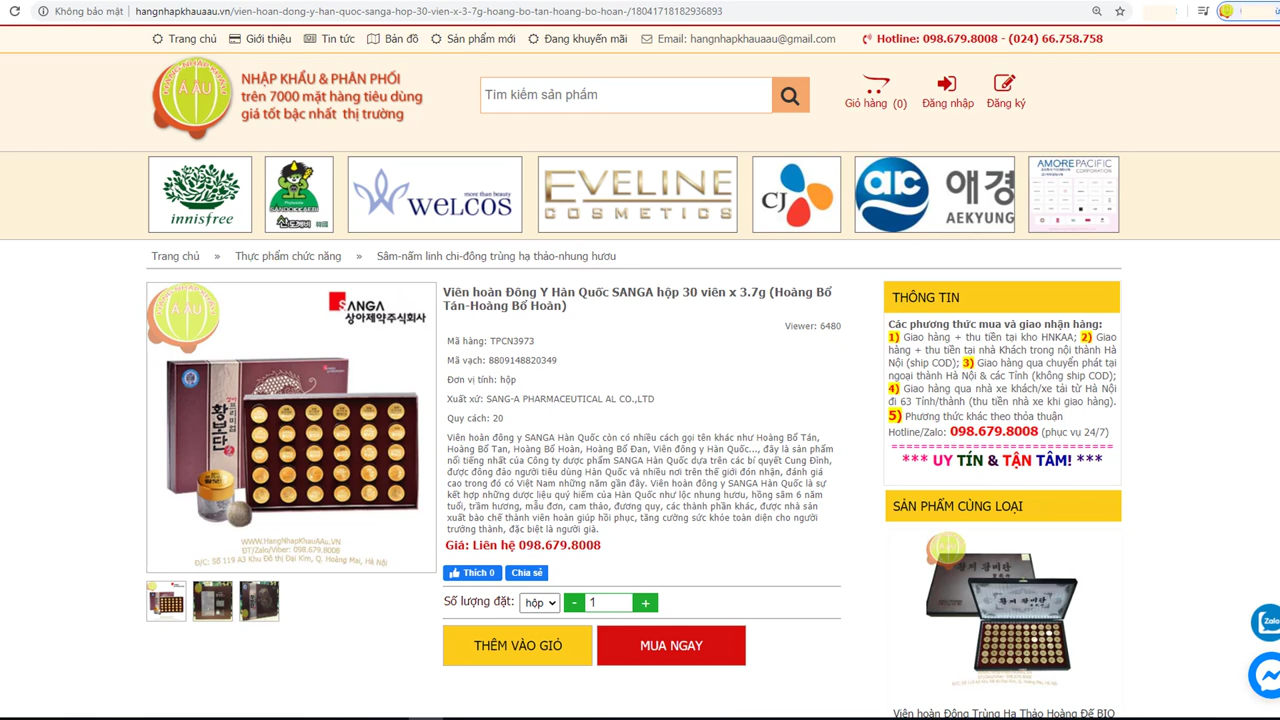 Không bảo mật | hangnhapkhauaau.vn/vien-hoan-dong-y-han-quoc-sanga-hop-30-vien-x-3-7g-hoang-bo-tan-hoang-bo-hoan-/18041718182936893
Trang chủ Giới thiệu Tin tức Bản đồ Sản phẩm mới Đang khuyến mãi Email: hangnhapkhauaau@gmail.com Hotline: 098.679.8008 - (024) 66.758.758
HÀNG NHẬP KHẨU
Á ÂU
NHẬP KHẨU & PHÂN PHỐI
trên 7000 mặt hàng tiêu dùng
giá tốt bậc nhất thị trường
Tìm kiếm sản phẩm
Giỏ hàng (0) Đăng nhập Đăng ký
innisfree
more than beauty
WELCOS
EVELINE
COSMETICS
CJ
애경
AEKYUNG
AMOREPACIFIC
CORPORATION
Trang chủ » Thực phẩm chức năng » Sâm-nấm linh chi-đông trùng hạ thảo-nhung hươu
Á ÂU
SANGA
상아제약주식회사
WWW.HangNhapKhauAAu.VN
ĐT/Zalo/Viber: 098.679.8008
Đ/C: Số 119 A3 Khu Đô thị Đại Kim, Q. Hoàng Mai, Hà Nội
Viên hoàn Đông Y Hàn Quốc SANGA hộp 30 viên x 3.7g (Hoàng Bổ
Tán-Hoàng Bổ Hoàn)
Viewer: 6480
Mã hàng: TPCN3973
Mã vạch: 8809148820349
Đơn vị tính: hộp
Xuất xứ: SANG-A PHARMACEUTICAL AL CO.,LTD
Quy cách: 20
Viên hoàn đông y SANGA Hàn Quốc còn có nhiều cách gọi tên khác như Hoàng Bổ Tán,
Hoàng Bổ Tan, Hoàng Bổ Hoàn, Hoàng Bổ Đan, Viên đông y Hàn Quốc..., đây là sản phẩm
nổi tiếng nhất của Công ty dược phẩm SANGA Hàn Quốc dựa trên các bí quyết Cung Đình,
được đông đảo người tiêu dùng Hàn Quốc và nhiều nơi trên thế giới đón nhận, đánh giá
cao trong đó có Việt Nam những năm gần đây. Viên hoàn đông y SANGA Hàn Quốc là sự
kết hợp những dược liệu quý hiếm của Hàn Quốc như lộc nhung hươu, hồng sâm 6 năm
tuổi, trầm hương, mẫu đơn, cam thảo, đương quy, các thành phần khác, được nhà sản
xuất bào chế thành viên hoàn giúp hồi phục, tăng cường sức khỏe toàn diện cho người
trưởng thành, đặc biệt là người già.
Giá: Liên hệ 098.679.8008
Thích 0 Chia sẻ
Số lượng đặt: hộp - 1 +
THÊM VÀO GIỎ MUA NGAY
THÔNG TIN
Các phương thức mua và giao nhận hàng:
1) Giao hàng + thu tiền tại kho HNKAA; 2) Giao
hàng + thu tiền tại nhà Khách trong nội thành Hà
Nội (ship COD); 3) Giao hàng qua chuyển phát tại
ngoại thành Hà Nội & các Tỉnh (không ship COD);
4) Giao hàng qua nhà xe khách/xe tải từ Hà Nội
đi 63 Tỉnh/thành (thu tiền nhà xe khi giao hàng).
5) Phương thức khác theo thỏa thuận
Hotline/Zalo: 098.679.8008 (phục vụ 24/7)
==============================
*** UY TÍN & TẬN TÂM! ***
SẢN PHẨM CÙNG LOẠI
Viên hoàn Đông Trùng Hạ Thảo Hoàng Đế BIO
Zalo